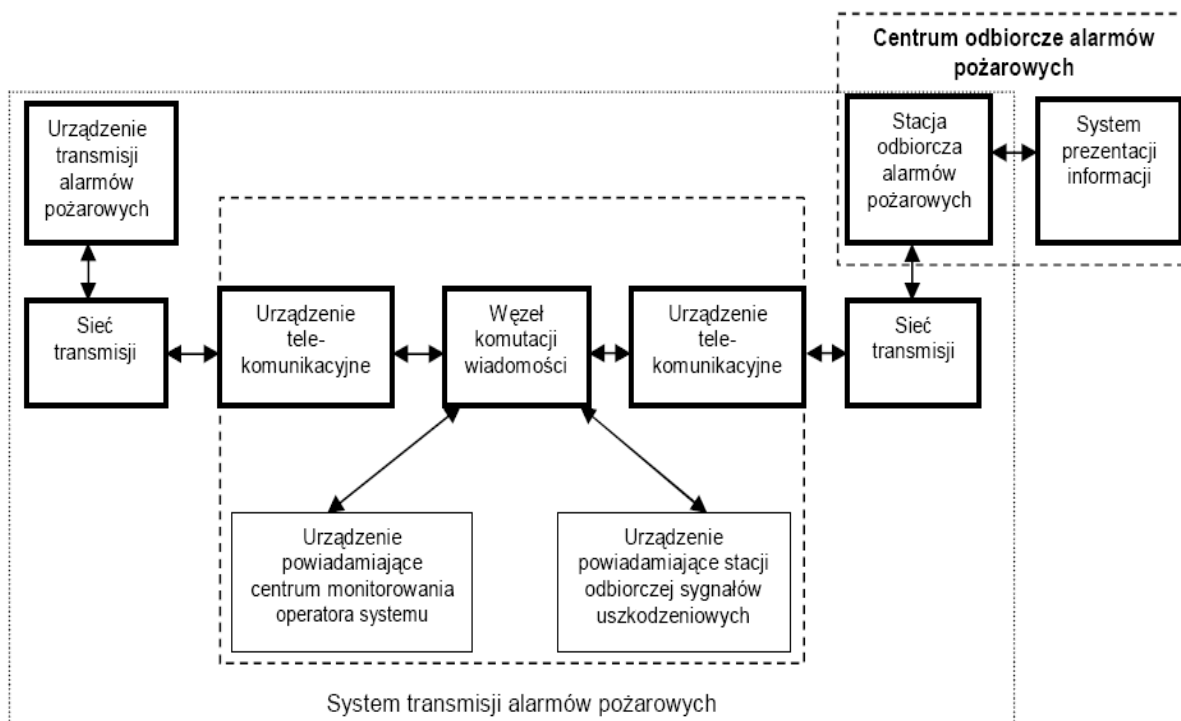 Centrum odbiorcze alarmów
pożarowych
Urządzenie
transmisji
alarmów
pożarowych
Stacja
odbiorcza
alarmów
pożarowych
System
prezentacji
informacji
Sieć
transmisji
Urządzenie
tele-
komunikacyjne
Węzeł
komutacji
wiadomości
Urządzenie
tele-
komunikacyjne
Sieć
transmisji
Urządzenie
powiadamiające
centrum monitorowania
operatora systemu
Urządzenie
powiadamiające stacji
odbiorczej sygnałów
uszkodzeniowych
System transmisji alarmów pożarowych